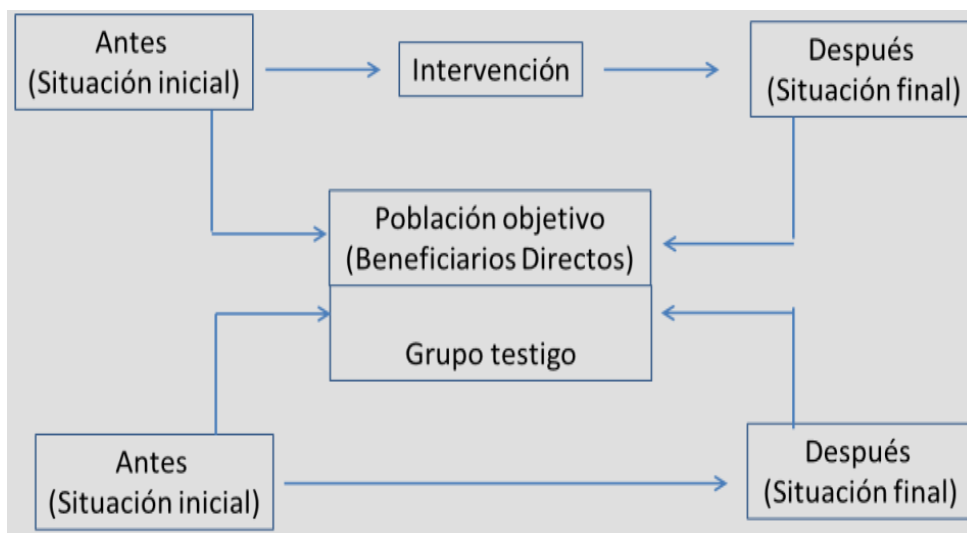 Antes
(Situación inicial)
Intervención
Después
(Situación final)
Población objetivo
(Beneficiarios Directos)
Grupo testigo
Antes
(Situación inicial)
Después
(Situación final)